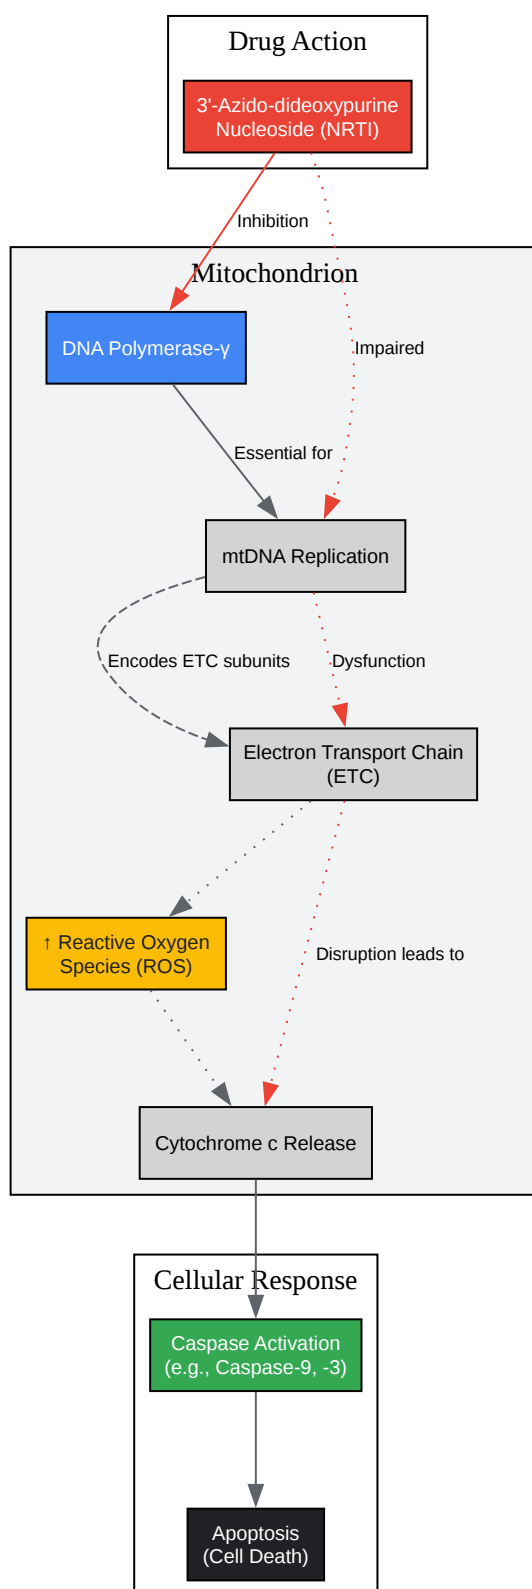 Drug Action
3'-Azido-dideoxypurine
Nucleoside (NRTI)
Inhibition
Mitochondrion
DNA Polymerase-γ
Impaired
Essential for
mtDNA Replication
Encodes ETC subunits
Dysfunction
Electron Transport Chain
(ETC)
↑ Reactive Oxygen
Species (ROS)
Disruption leads to
Cytochrome c Release
Cellular Response
Caspase Activation
(e.g., Caspase-9, -3)
Apoptosis
(Cell Death)